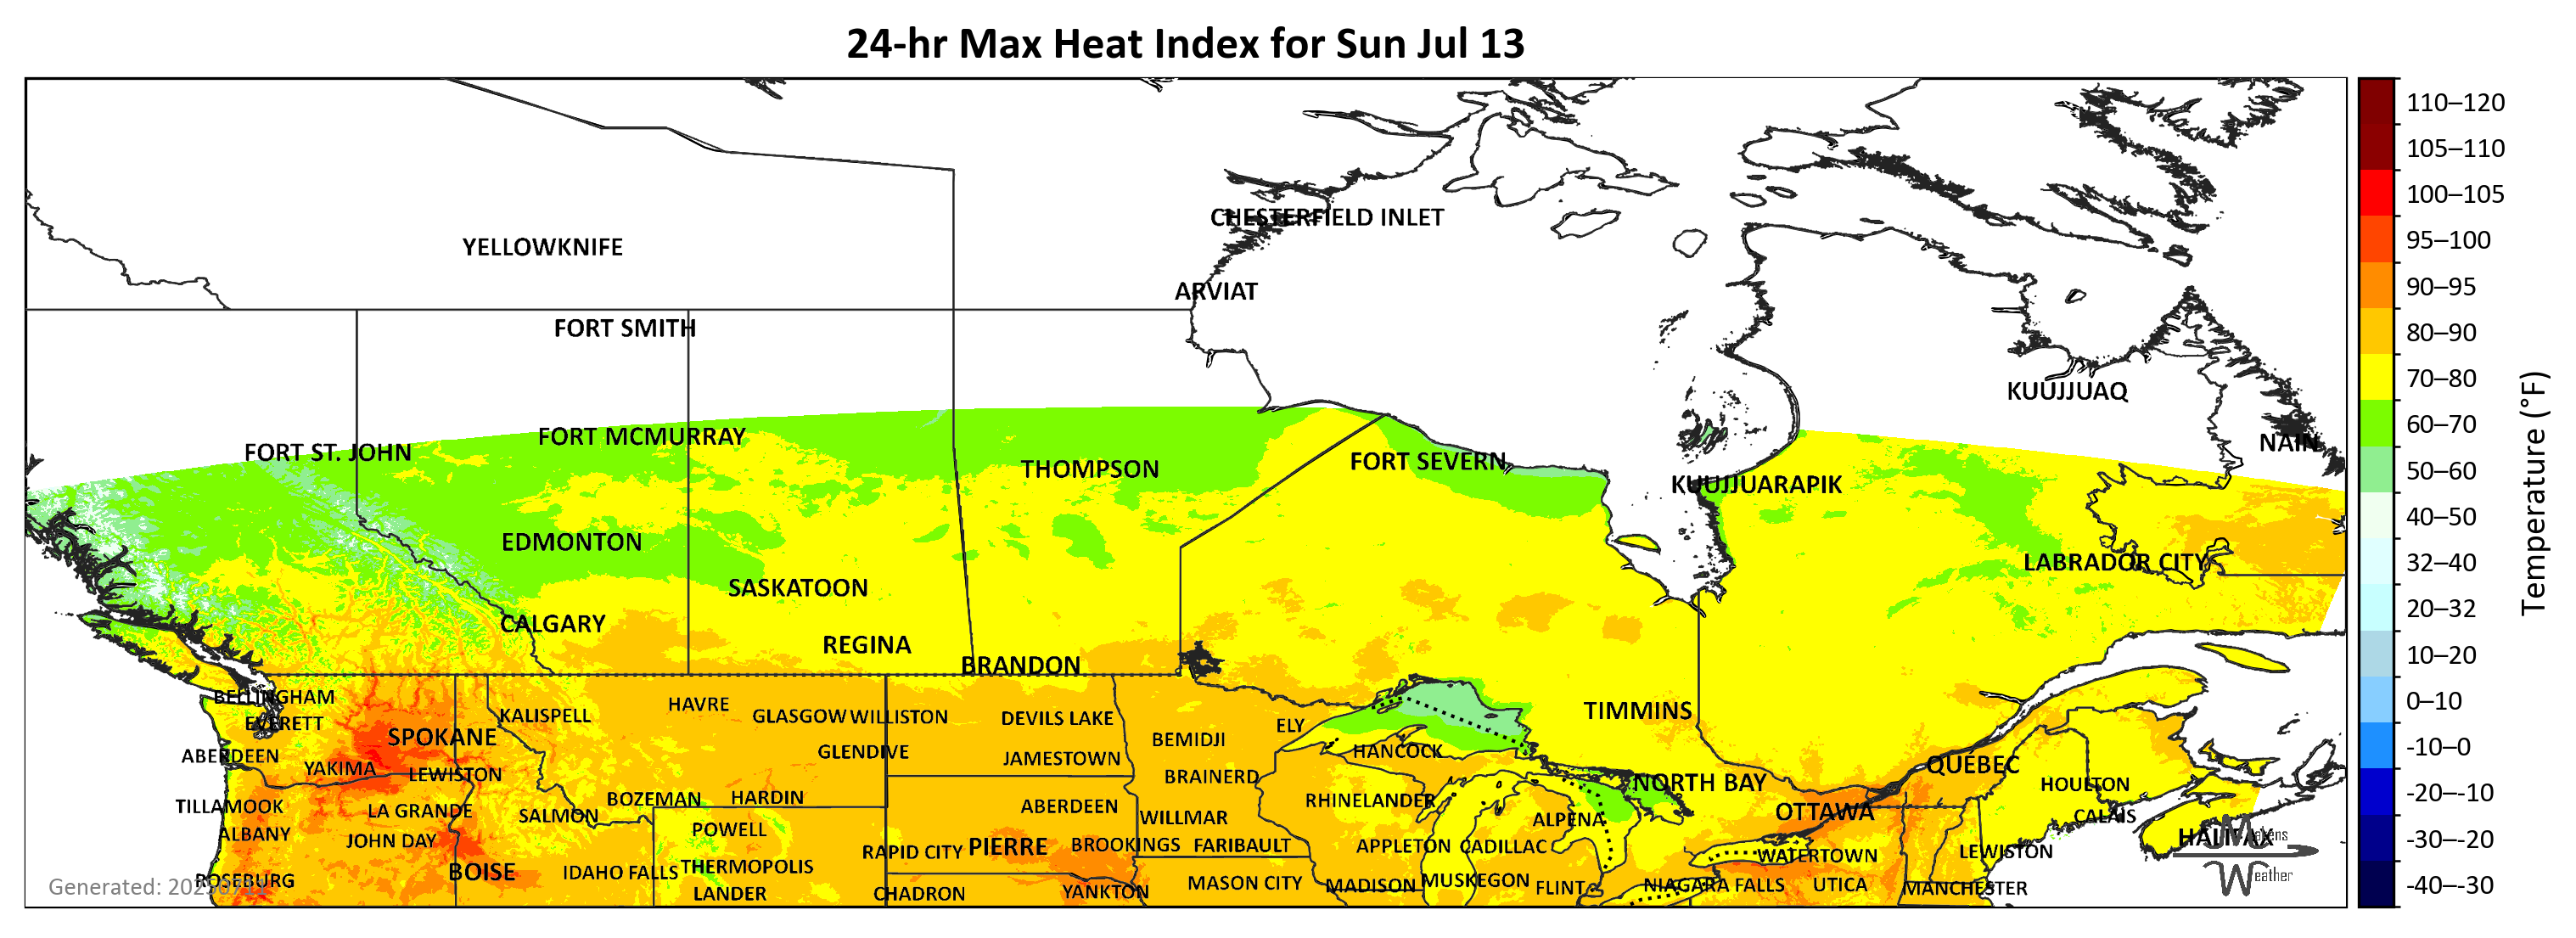 24-hr Max Heat Index for Sun Jul 13
CHESTERFIELD INLET
YELLOWKNIFE
ARVIAT
FORT SMITH
KUUJJUAQ
FORT MCMURRAY
NAIN
FORT ST. JOHN
THOMPSON
FORT SEVERN
KUUJJUARAPIK
EDMONTON
LABRADOR CITY
SASKATOON
CALGARY
REGINA
BRANDON
BELLINGHAM
HAVRE
KALISPELL
GLASGOW WILLISTON
DEVILS LAKE
TIMMINS
EVERETT
ELY
SPOKANE
BEMIDJI
ABERDEEN
GLENDIVE
HANCOCK
JAMESTOWN
QUÉBEC
YAKIMA
LEWISTON
BRAINERD
NORTH BAY
HOULTON
TILLAMOOK
LA GRANDE
BOZEMAN
HARDIN
ABERDEEN
RHINELANDER
OTTAWA
SALMON
WILLMAR
ALPENA
CALAIS
ALBANY
JOHN DAY
POWELL
PIERRE
BROOKINGS
FARIBAULT
APPLETON
CADILLAC
HALIFAX
RAPID CITY
WATERTOWN
LEWISTON
BOISE
IDAHO FALLS
THERMOPOLIS
ROSEBURG
MASON CITY
MADISON
MUSKEGON
FLINT
NIAGARA FALLS
UTICA
MANCHESTER
LANDER
CHADRON
YANKTON
Generated:
Weather
110–120
105–110
100–105
95–100
90–95
80–90
70–80
60–70
50–60
40–50
32–40
20–32
10–20
0–10
-10–0
-20–-10
-30–-20
-40–-30
Temperature (°F)